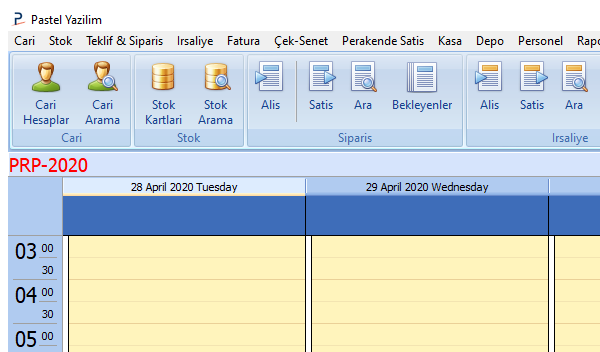 Pastel Yazilim
Cari Stok Teklif & Siparis Irsaliye Fatura Çek-Senet Perakende Satis Kasa Depo Personel Rapo
Cari Hesaplar
Cari Arama
Stok Kartlari
Stok Arama
Alis
Satis
Ara
Bekleyenler
Alis
Satis
Ara
Cari Stok Siparis Irsaliye
PRP-2020
28 April 2020 Tuesday 29 April 2020 Wednesday
03 00
30
04 00
30
05 00